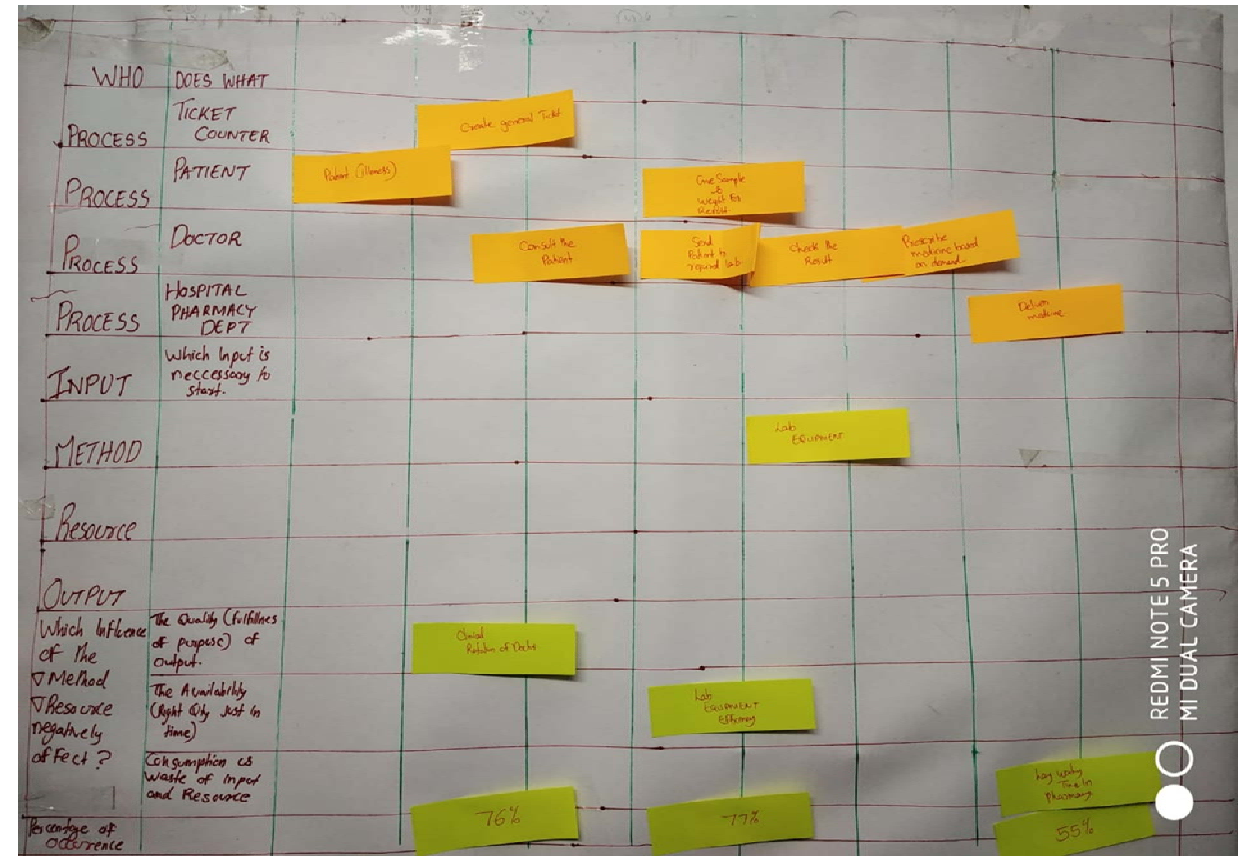 WHO DOES WHAT
PROCESS
TICKET
COUNTER
Create general Ticket
PROCESS
PATIENT
Patient (illness)
Give Sample
&
Weight For
Result
PROCESS
DOCTOR
Consult the
Patient
Send
Patient to
required lab
Check the
Result
Prescribe
medicine based
on demand
PROCESS
HOSPITAL
PHARMACY
DEPT
Deliver
medicine
INPUT
Which Input is
neccessary to
start.
METHOD
Lab
EQUIPMENT
Resource
OUTPUT
Which Influence
of the
▽ Method
▽ Resource
negatively
affect ?
The Quality (fulfillnes
of purpose) of
output.
Clinical
of Doctor
The Availability
(Right Qty Just in
time)
Lab
EQUIPMENT
Efficiency
Consumption as
waste of input
and Resource
Long waiting
Time In
Pharmacy
Percentage of
occurrence
76%
77%
55%
REDMI NOTE 5 PRO
MI DUAL CAMERA